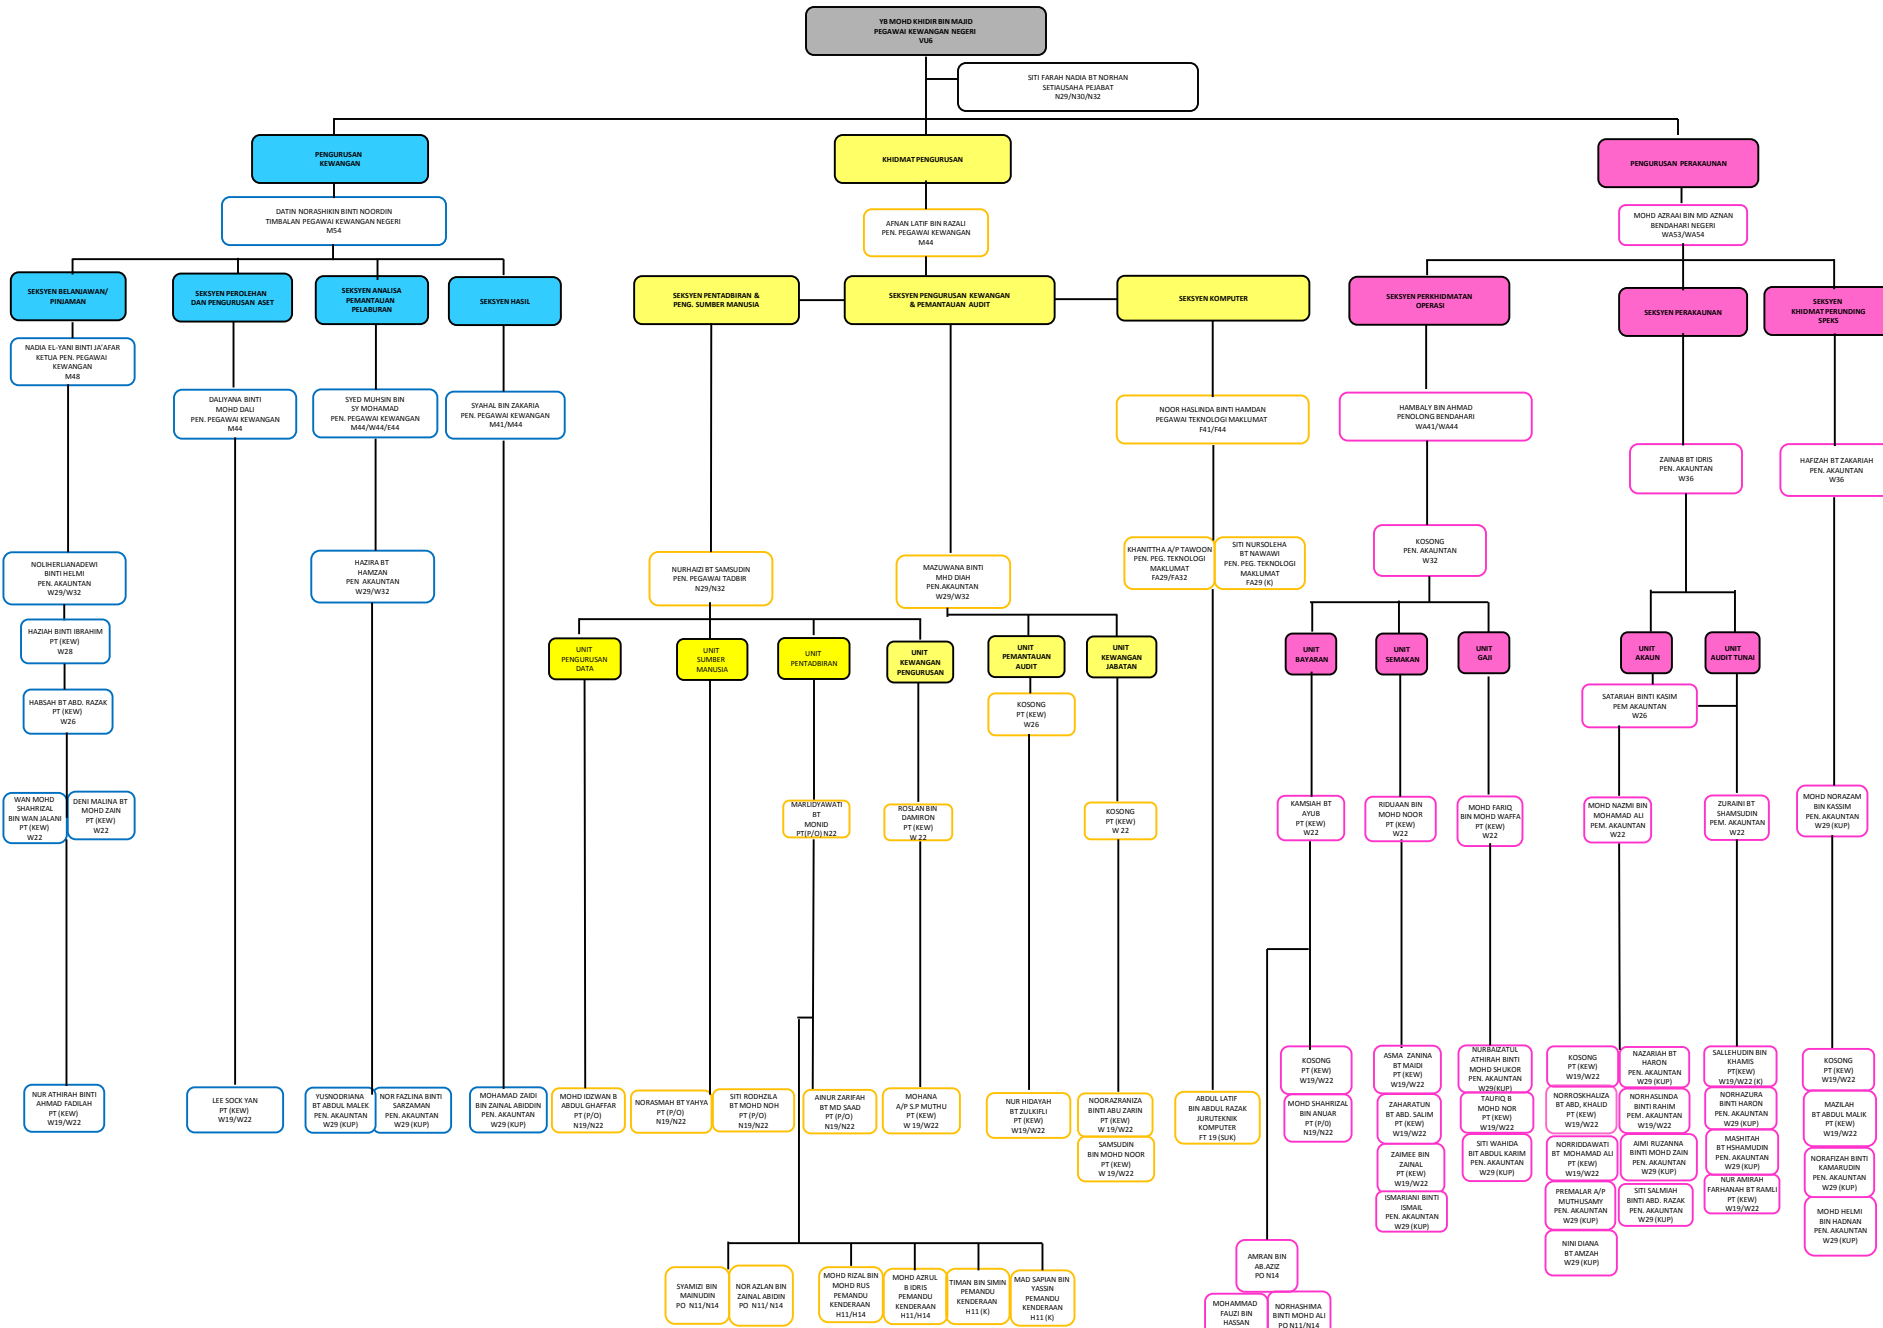 YB MOHD KHIDIR BIN MAJID
PEGAWAI KEWANGAN NEGERI
VU6
SITI FARAH NADIA BT NORHAN
SETIAUSAHA PEJABAT
N29/N30/N32
PENGURUSAN
KEWANGAN
KHIDMAT PENGURUSAN
PENGURUSAN PERAKAUNAN
DATIN NORASHIKIN BINTI NOORDIN
TIMBALAN PEGAWAI KEWANGAN NEGERI
M54
AFNAN LATIF BIN RAZALI
PEN. PEGAWAI KEWANGAN
M44
MOHD AZRAAI BIN MD AZNAN
BENDAHARI NEGERI
WA53/WA54
SEKSYEN BELANJAWAN/
PINJAMAN
SEKSYEN PEROLEHAN
DAN PENGURUSAN ASET
SEKSYEN ANALISA
PEMANTAUAN
PELABURAN
SEKSYEN HASIL
SEKSYEN PENTADBIRAN &
PENG. SUMBER MANUSIA
SEKSYEN PENGURUSAN KEWANGAN
& PEMANTAUAN AUDIT
SEKSYEN KOMPUTER
SEKSYEN PERKHIDMATAN
OPERASI
SEKSYEN PERAKAUNAN
SEKSYEN
KHIDMAT PERUNDING
SPEKS
NADIA EL-YANI BINTI JA'AFAR
KETUA PEN. PEGAWAI
KEWANGAN
M48
DALIYANA BINTI
MOHD DALI
PEN. PEGAWAI KEWANGAN
M44
SYED MUHSIN BIN
SY MOHAMAD
PEN. PEGAWAI KEWANGAN
M44/W44/E44
SYAHAL BIN ZAKARIA
PEN. PEGAWAI KEWANGAN
M41/M44
NOOR HASLINDA BINTI HAMDAN
PEGAWAI TEKNOLOGI MAKLUMAT
F41/F44
HAMBALY BIN AHMAD
PENOLONG BENDAHARI
WA41/WA44
ZAINAB BT IDRIS
PEN. AKAUNTAN
W36
HAFIZAH BT ZAKARIAH
PEN. AKAUNTAN
W36
NOLIHERLIANADEWI
BINTI HELMI
PEN. AKAUNTAN
W29/W32
HAZIRA BT
HAMZAN
PEN AKAUNTAN
W29/W32
NURHAIZI BT SAMSUDIN
PEN. PEGAWAI TADBIR
N29/N32
MAZUWANA BINTI
MHD DIAH
PEN.AKAUNTAN
W29/W32
KHANITTHA A/P TAWOON
PEN. PEG. TEKNOLOGI
MAKLUMAT
FA29/FA32
SITI NURSOLEHA
BT NAWAWI
PEN. PEG. TEKNOLOGI
MAKLUMAT
FA29 (K)
KOSONG
PEN. AKAUNTAN
W32
HAZIAH BINTI IBRAHIM
PT (KEW)
W28
UNIT
PENGURUSAN
DATA
UNIT
SUMBER
MANUSIA
UNIT
PENTADBIRAN
UNIT
KEWANGAN
PENGURUSAN
UNIT
PEMANTAUAN
AUDIT
UNIT
KEWANGAN
JABATAN
UNIT
BAYARAN
UNIT
SEMAKAN
UNIT
GAJI
UNIT
AKAUN
UNIT
AUDIT TUNAI
HABSAH BT ABD. RAZAK
PT (KEW)
W26
KOSONG
PT (KEW)
W26
SATARIAH BINTI KASIM
PEM AKAUNTAN
W26
WAN MOHD
SHAHRIZAL
BIN WAN JALANI
PT (KEW)
W22
DENI MALINA BT
MOHD ZAIN
PT (KEW)
W22
MARLIDYAWATI
BT
MONID
PT(P/O) N22
ROSLAN BIN
DAMIRON
PT (KEW)
W 22
KOSONG
PT (KEW)
W 22
KAMSIAH BT
AYUB
PT (KEW)
W22
RIDUAAN BIN
MOHD NOOR
PT (KEW)
W22
MOHD FARIQ
BIN MOHD WAFFA
PT (KEW)
W22
MOHD NAZMI BIN
MOHAMAD ALI
PEM. AKAUNTAN
W22
ZURAINI BT
SHAMSUDIN
PEM. AKAUNTAN
W22
MOHD NORAZAM
BIN KASSIM
PEN. AKAUNTAN
W29 (KUP)
NUR ATHIRAH BINTI
AHMAD FADILAH
PT (KEW)
W19/W22
LEE SOCK YAN
PT (KEW)
W19/W22
YUSNODRIANA
BT ABDUL MALEK
PEN. AKAUNTAN
W29 (KUP)
NOR FAZLINA BINTI
SARZAMAN
PEN. AKAUNTAN
W29 (KUP)
MOHAMAD ZAIDI
BIN ZAINAL ABIDDIN
PEN. AKAUNTAN
W29 (KUP)
MOHD IDZWAN B
ABDUL GHAFFAR
PT (P/O)
N19/N22
NORASMAH BT YAHYA
PT (P/O)
N19/N22
SITI RODHZILA
BT MOHD NOH
PT (P/O)
N19/N22
AINUR ZARIFAH
BT MD SAAD
PT (P/O)
N19/N22
MOHANA
A/P S.P MUTHU
PT (KEW)
W 19/W22
NUR HIDAYAH
BT ZULKIFLI
PT (KEW)
W19/W22
NOORAZRANIZA
BINTI ABU ZARIN
PT (KEW)
W 19/W22
SAMSUDIN
BIN MOHD NOOR
PT (KEW)
W 19/W22
ABDUL LATIF
BIN ABDUL RAZAK
JURUTEKNIK
KOMPUTER
FT 19 (SUK)
KOSONG
PT (KEW)
W19/W22
MOHD SHAHRIZAL
BIN ANUAR
PT (P/O)
N19/N22
ASMA ZANINA
BT MAIDI
PT (KEW)
W19/W22
ZAHARATUN
BT ABD. SALIM
PT (KEW)
W19/W22
ZAIMEE BIN
ZAINAL
PT (KEW)
W19/W22
ISMARIANI BINTI
ISMAIL
PEN. AKAUNTAN
W29 (KUP)
NURBAIZATUL
ATHIRAH BINTI
MOHD SHUKOR
PEN. AKAUNTAN
W29(KUP)
TAUFIQ B
MOHD NOR
PT (KEW)
W19/W22
SITI WAHIDA
BIT ABDUL KARIM
PEN. AKAUNTAN
W29 (KUP)
KOSONG
PT (KEW)
W19/W22
NORROSKHALIZA
BT ABD, KHALID
PT (KEW)
W19/W22
NORRIDDAWATI
BT MOHAMAD ALI
PT (KEW)
W19/W22
PREMALAR A/P
MUTHUSAMY
PEN. AKAUNTAN
W29 (KUP)
NINI DIANA
BT AMZAH
W29 (KUP)
NAZARIAH BT
HARON
PEN. AKAUNTAN
W29 (KUP)
NORHASLINDA
BINTI RAHIM
PEM. AKAUNTAN
W19/W22
AIMI RUZANNA
BINTI MOHD ZAIN
PEN. AKAUNTAN
W29 (KUP)
SITI SALMIAH
BINTI ABD. RAZAK
PEN. AKAUNTAN
W29 (KUP)
SALLEHUDIN BIN
KHAMIS
PT(KEW)
W19/W22 (K)
NORHAZURA
BINTI HARON
PEN. AKAUNTAN
W29 (KUP)
MASHITAH
BT HSHAMUDIN
PEN. AKAUNTAN
W29 (KUP)
NUR AMIRAH
FARHANAH BT RAMLI
PT (KEW)
W19/W22
KOSONG
PT (KEW)
W19/W22
MAZILAH
BT ABDUL MALIK
PT (KEW)
W19/W22
NORAFIZAH BINTI
KAMARUDIN
PEN. AKAUNTAN
W29 (KUP)
MOHD HELMI
BIN HADNAN
PEN. AKAUNTAN
W29 (KUP)
SYAMIZI BIN
MAINUDIN
PO N11/N14
NOR AZLAN BIN
ZAINAL ABIDIN
PO N11/ N14
MOHD RIZAL BIN
MOHD RUS
PEMANDU
KENDERAAN
H11/H14
MOHD AZRUL
B IDRIS
PEMANDU
KENDERAAN
H11/H14
TIMAN BIN SIMIN
PEMANDU
KENDERAAN
H11 (K)
MAD SAPIAN BIN
YASSIN
PEMANDU
KENDERAAN
H11 (K)
AMRAN BIN
AB.AZIZ
PO N14
MOHAMMAD
FAUZI BIN
HASSAN
NORHASHIMA
BINTI MOHD ALI
PO N11/N14